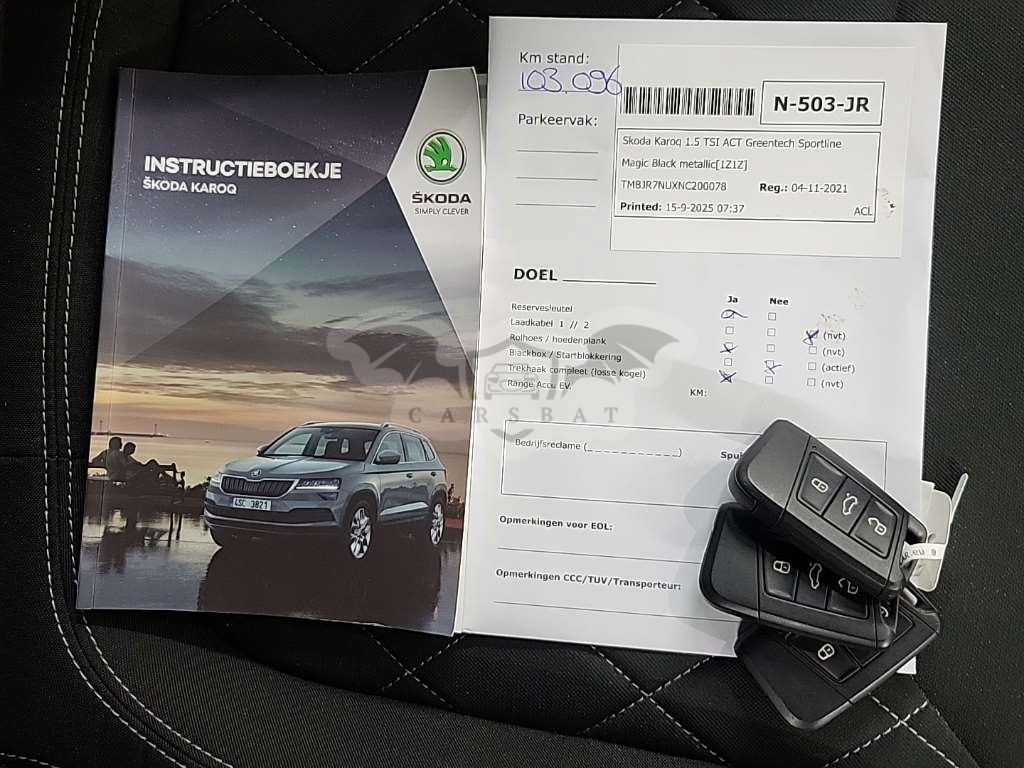 INSTRUCTIEBOEKJE
ŠKODA KAROQ
ŠKODA
SIMPLY CLEVER
4SC 3821
Km stand:
103.096
Parkeervak:
N-503-JR
Skoda Karoq 1.5 TSI ACT Greentech Sportline
Magic Black metallic[1Z1Z]
TMBJR7NUXNC200078 Reg.: 04-11-2021
Printed: 15-9-2025 07:37 ACL
DOEL
Ja Nee
Reservesleutel
Laadkabel 1 // 2 (nvt)
Rolhoes / hoedenplank (nvt)
Blackbox / Startblokkering (actief)
Trekhaak compleet (losse kogel) (nvt)
Range Accu EV. KM:
CARSBAT
Bedrijfsreclame (_ _ _ _ _ _ _ _ _ _ _)
Opmerkingen voor EOL:
Opmerkingen CCC/TUV/Transporteur: